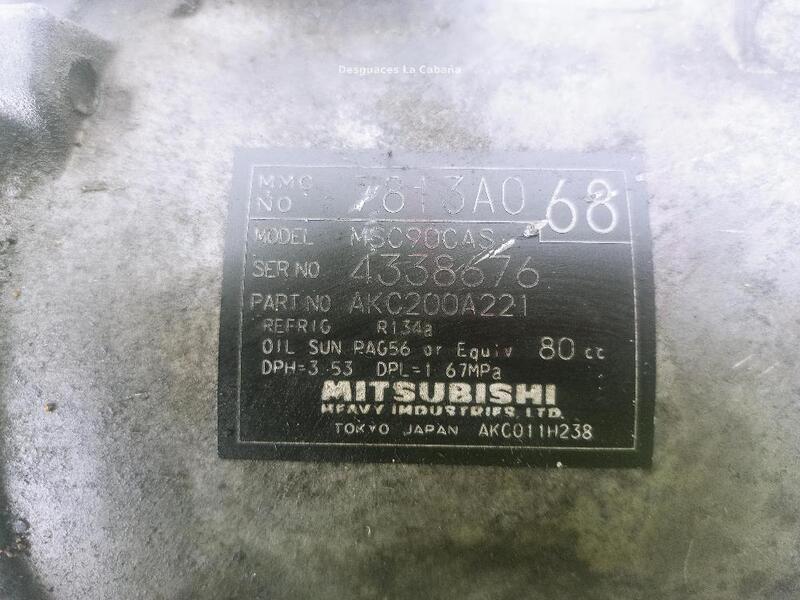 Desguaces La Cabaña
M.M.C NO 7813A068
MODEL MSC90CAS
SER NO 4338676
PART NO AKC200A221
REFRIG R134a
OIL SUN PAG56 or Equiv 80 cc
DPH=3.53 DPL=1.67MPa
MITSUBISHI
HEAVY INDUSTRIES, LTD.
TOKYO JAPAN AKC011H238